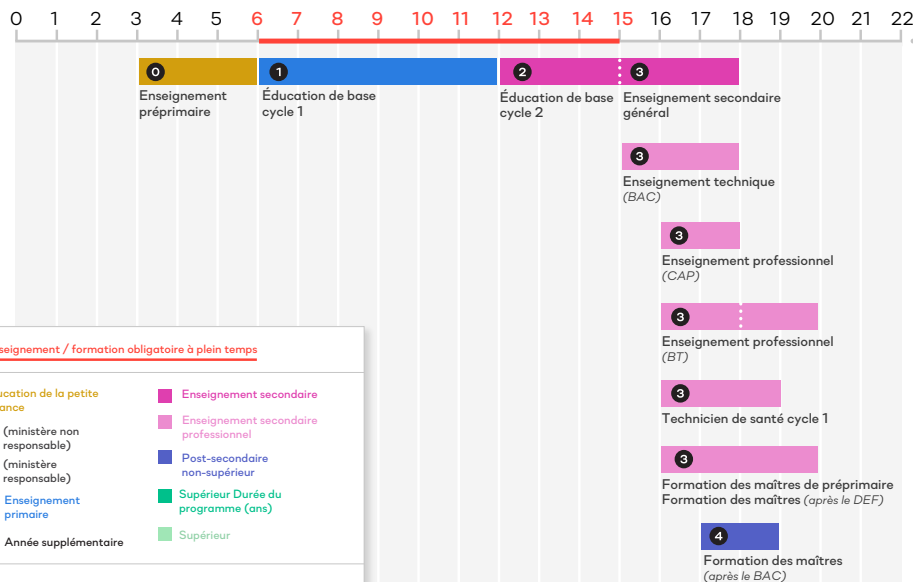 0 1 2 3 4 5 6 7 8 9 10 11 12 13 14 15 16 17 18 19 20 21 22
0 1 2 3
Enseignement
préprimaire
Éducation de base
cycle 1
Éducation de base
cycle 2
Enseignement secondaire
général
3
Enseignement technique
(BAC)
3
Enseignement professionnel
(CAP)
3
Enseignement professionnel
(BT)
3
Technicien de santé cycle 1
3
Formation des maîtres de préprimaire
Formation des maîtres (après le DEF)
4
Formation des maîtres
(après le BAC)
seignement / formation obligatoire à plein temps
ucation de la petite
ance
(ministère non
responsable)
(ministère
responsable)
Enseignement
primaire
Année supplémentaire
Enseignement secondaire
Enseignement secondaire
professionnel
Post-secondaire
non-supérieur
Supérieur Durée du
programme (ans)
Supérieur